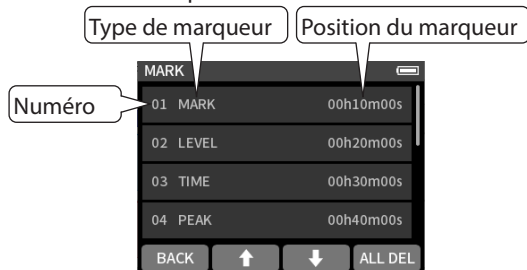 Type de marqueur
Position du marqueur
Numéro
MARK
01 MARK 00h10m00s
02 LEVEL 00h20m00s
03 TIME 00h30m00s
04 PEAK 00h40m00s
BACK ALL DEL